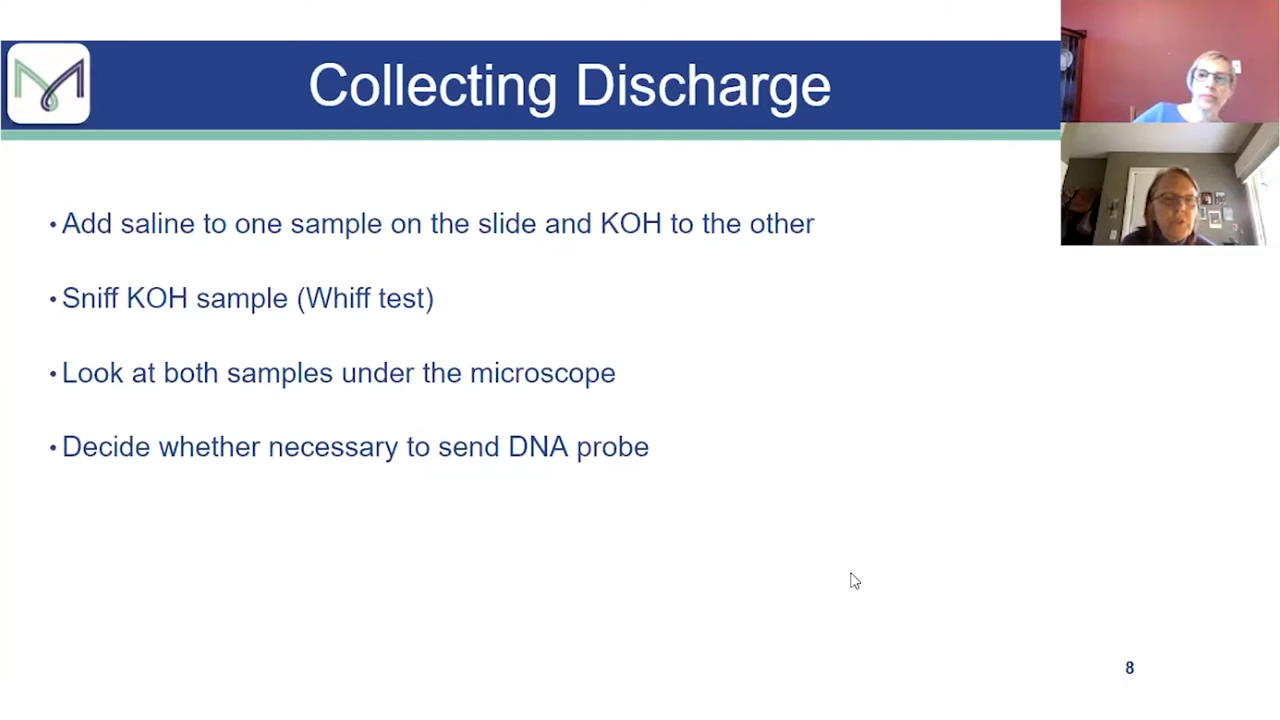 Collecting Discharge
• Add saline to one sample on the slide and KOH to the other
• Sniff KOH sample (Whiff test)
• Look at both samples under the microscope
• Decide whether necessary to send DNA probe
8